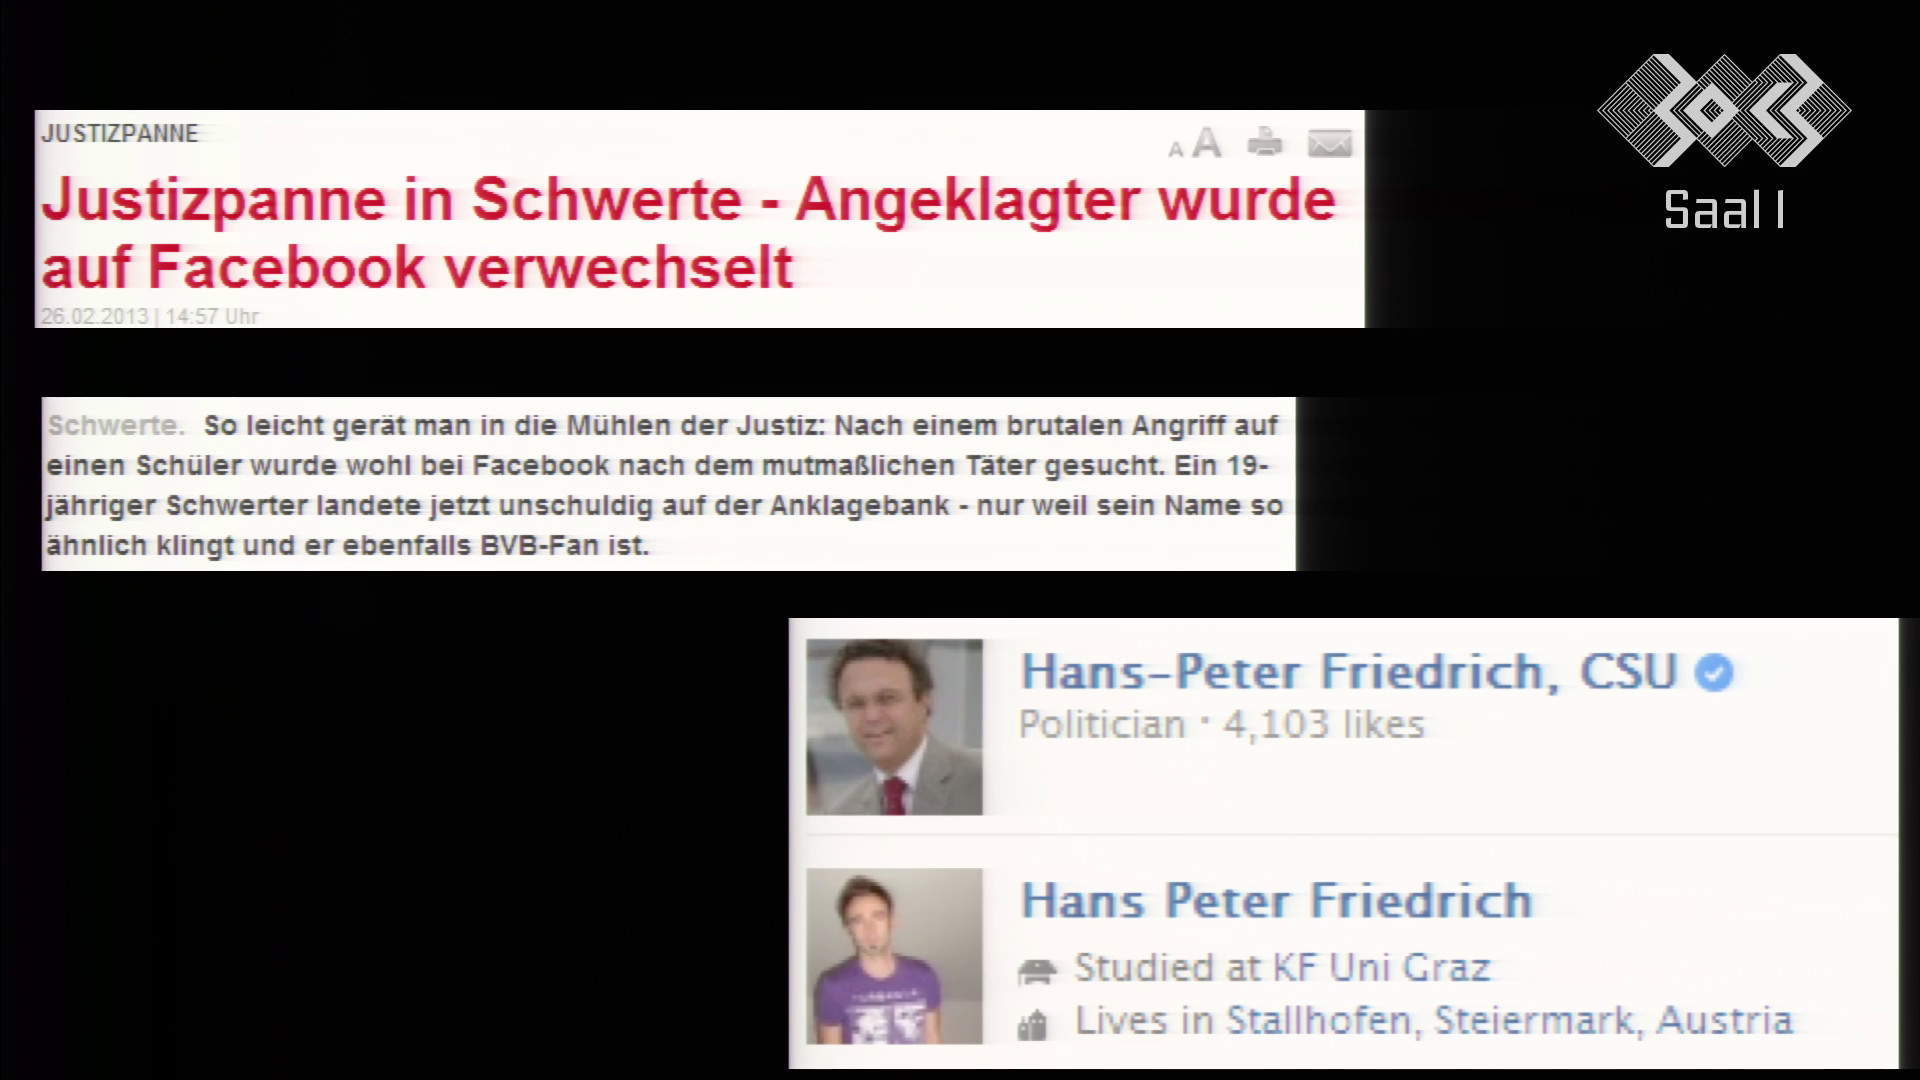 JUSTIZPANNE
A A
Justizpanne in Schwerte - Angeklagter wurde
auf Facebook verwechselt
26.02.2013 | 14:57 Uhr
Saal 1
Schwerte. So leicht gerät man in die Mühlen der Justiz: Nach einem brutalen Angriff auf
einen Schüler wurde wohl bei Facebook nach dem mutmaßlichen Täter gesucht. Ein 19-
jähriger Schwerter landete jetzt unschuldig auf der Anklagebank - nur weil sein Name so
ähnlich klingt und er ebenfalls BVB-Fan ist.
Hans-Peter Friedrich, CSU
Politician · 4,103 likes
Hans Peter Friedrich
Studied at KF Uni Graz
Lives in Stallhofen, Steiermark, Austria